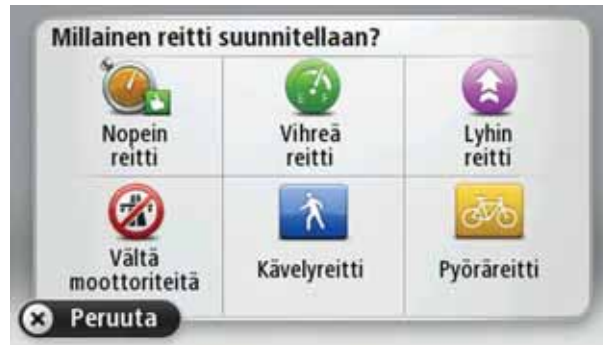 Millainen reitti suunnitellaan?
Nopein
reitti
Vihreä
reitti
Lyhin
reitti
Vältä
moottoriteitä
Kävelyreitti
Pyöräreitti
Peruuta